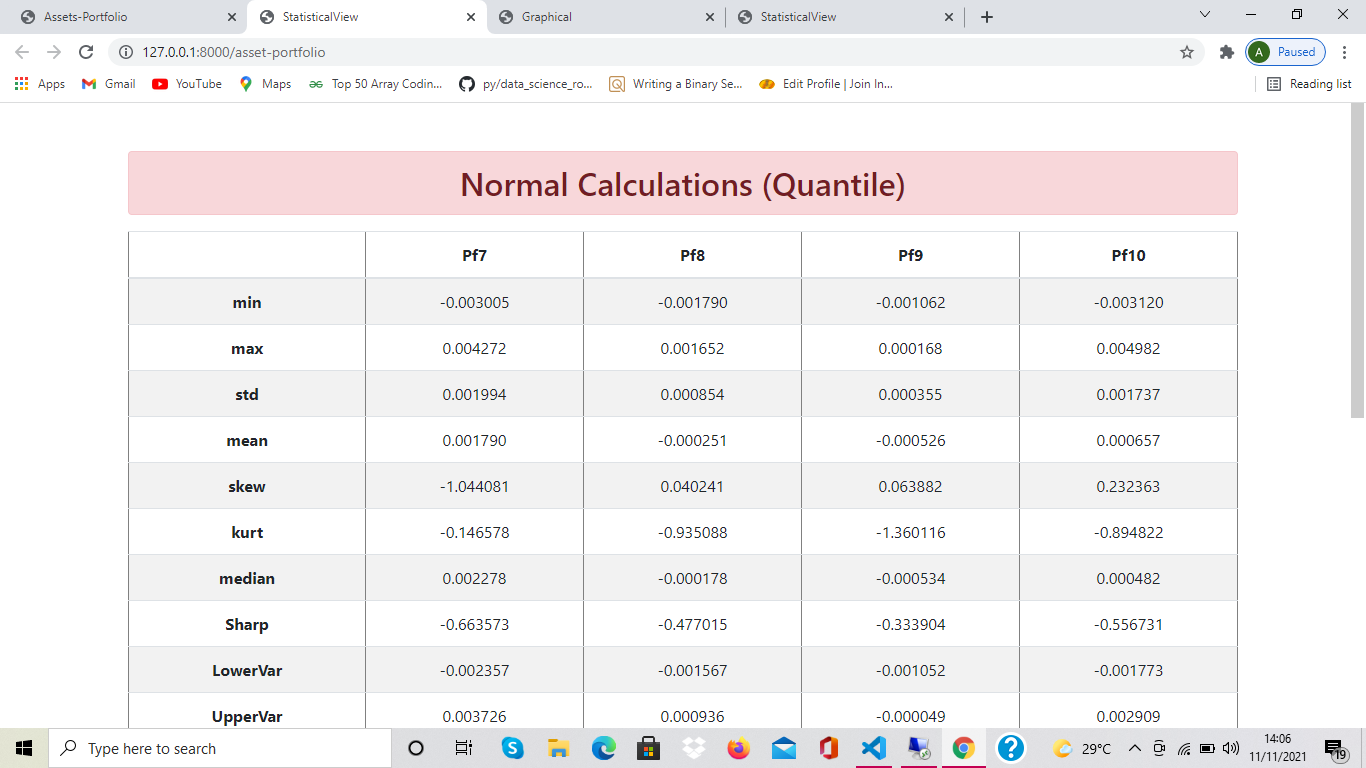 Assets-Portfolio
StatisticalView
Graphical
StatisticalView
127.0.0.1:8000/asset-portfolio
A Paused
Apps
Gmail
YouTube
Maps
Top 50 Array Codin...
py/data_science_ro...
Writing a Binary Se...
Edit Profile | Join In...
Reading list
Normal Calculations (Quantile)
Pf7 Pf8 Pf9 Pf10
min -0.003005 -0.001790 -0.001062 -0.003120
max 0.004272 0.001652 0.000168 0.004982
std 0.001994 0.000854 0.000355 0.001737
mean 0.001790 -0.000251 -0.000526 0.000657
skew -1.044081 0.040241 0.063882 0.232363
kurt -0.146578 -0.935088 -1.360116 -0.894822
median 0.002278 -0.000178 -0.000534 0.000482
Sharp -0.663573 -0.477015 -0.333904 -0.556731
LowerVar -0.002357 -0.001567 -0.001052 -0.001773
UpperVar 0.003726 0.000936 -0.000049 0.002909
Type here to search
29°C
14:06
11/11/2021
19